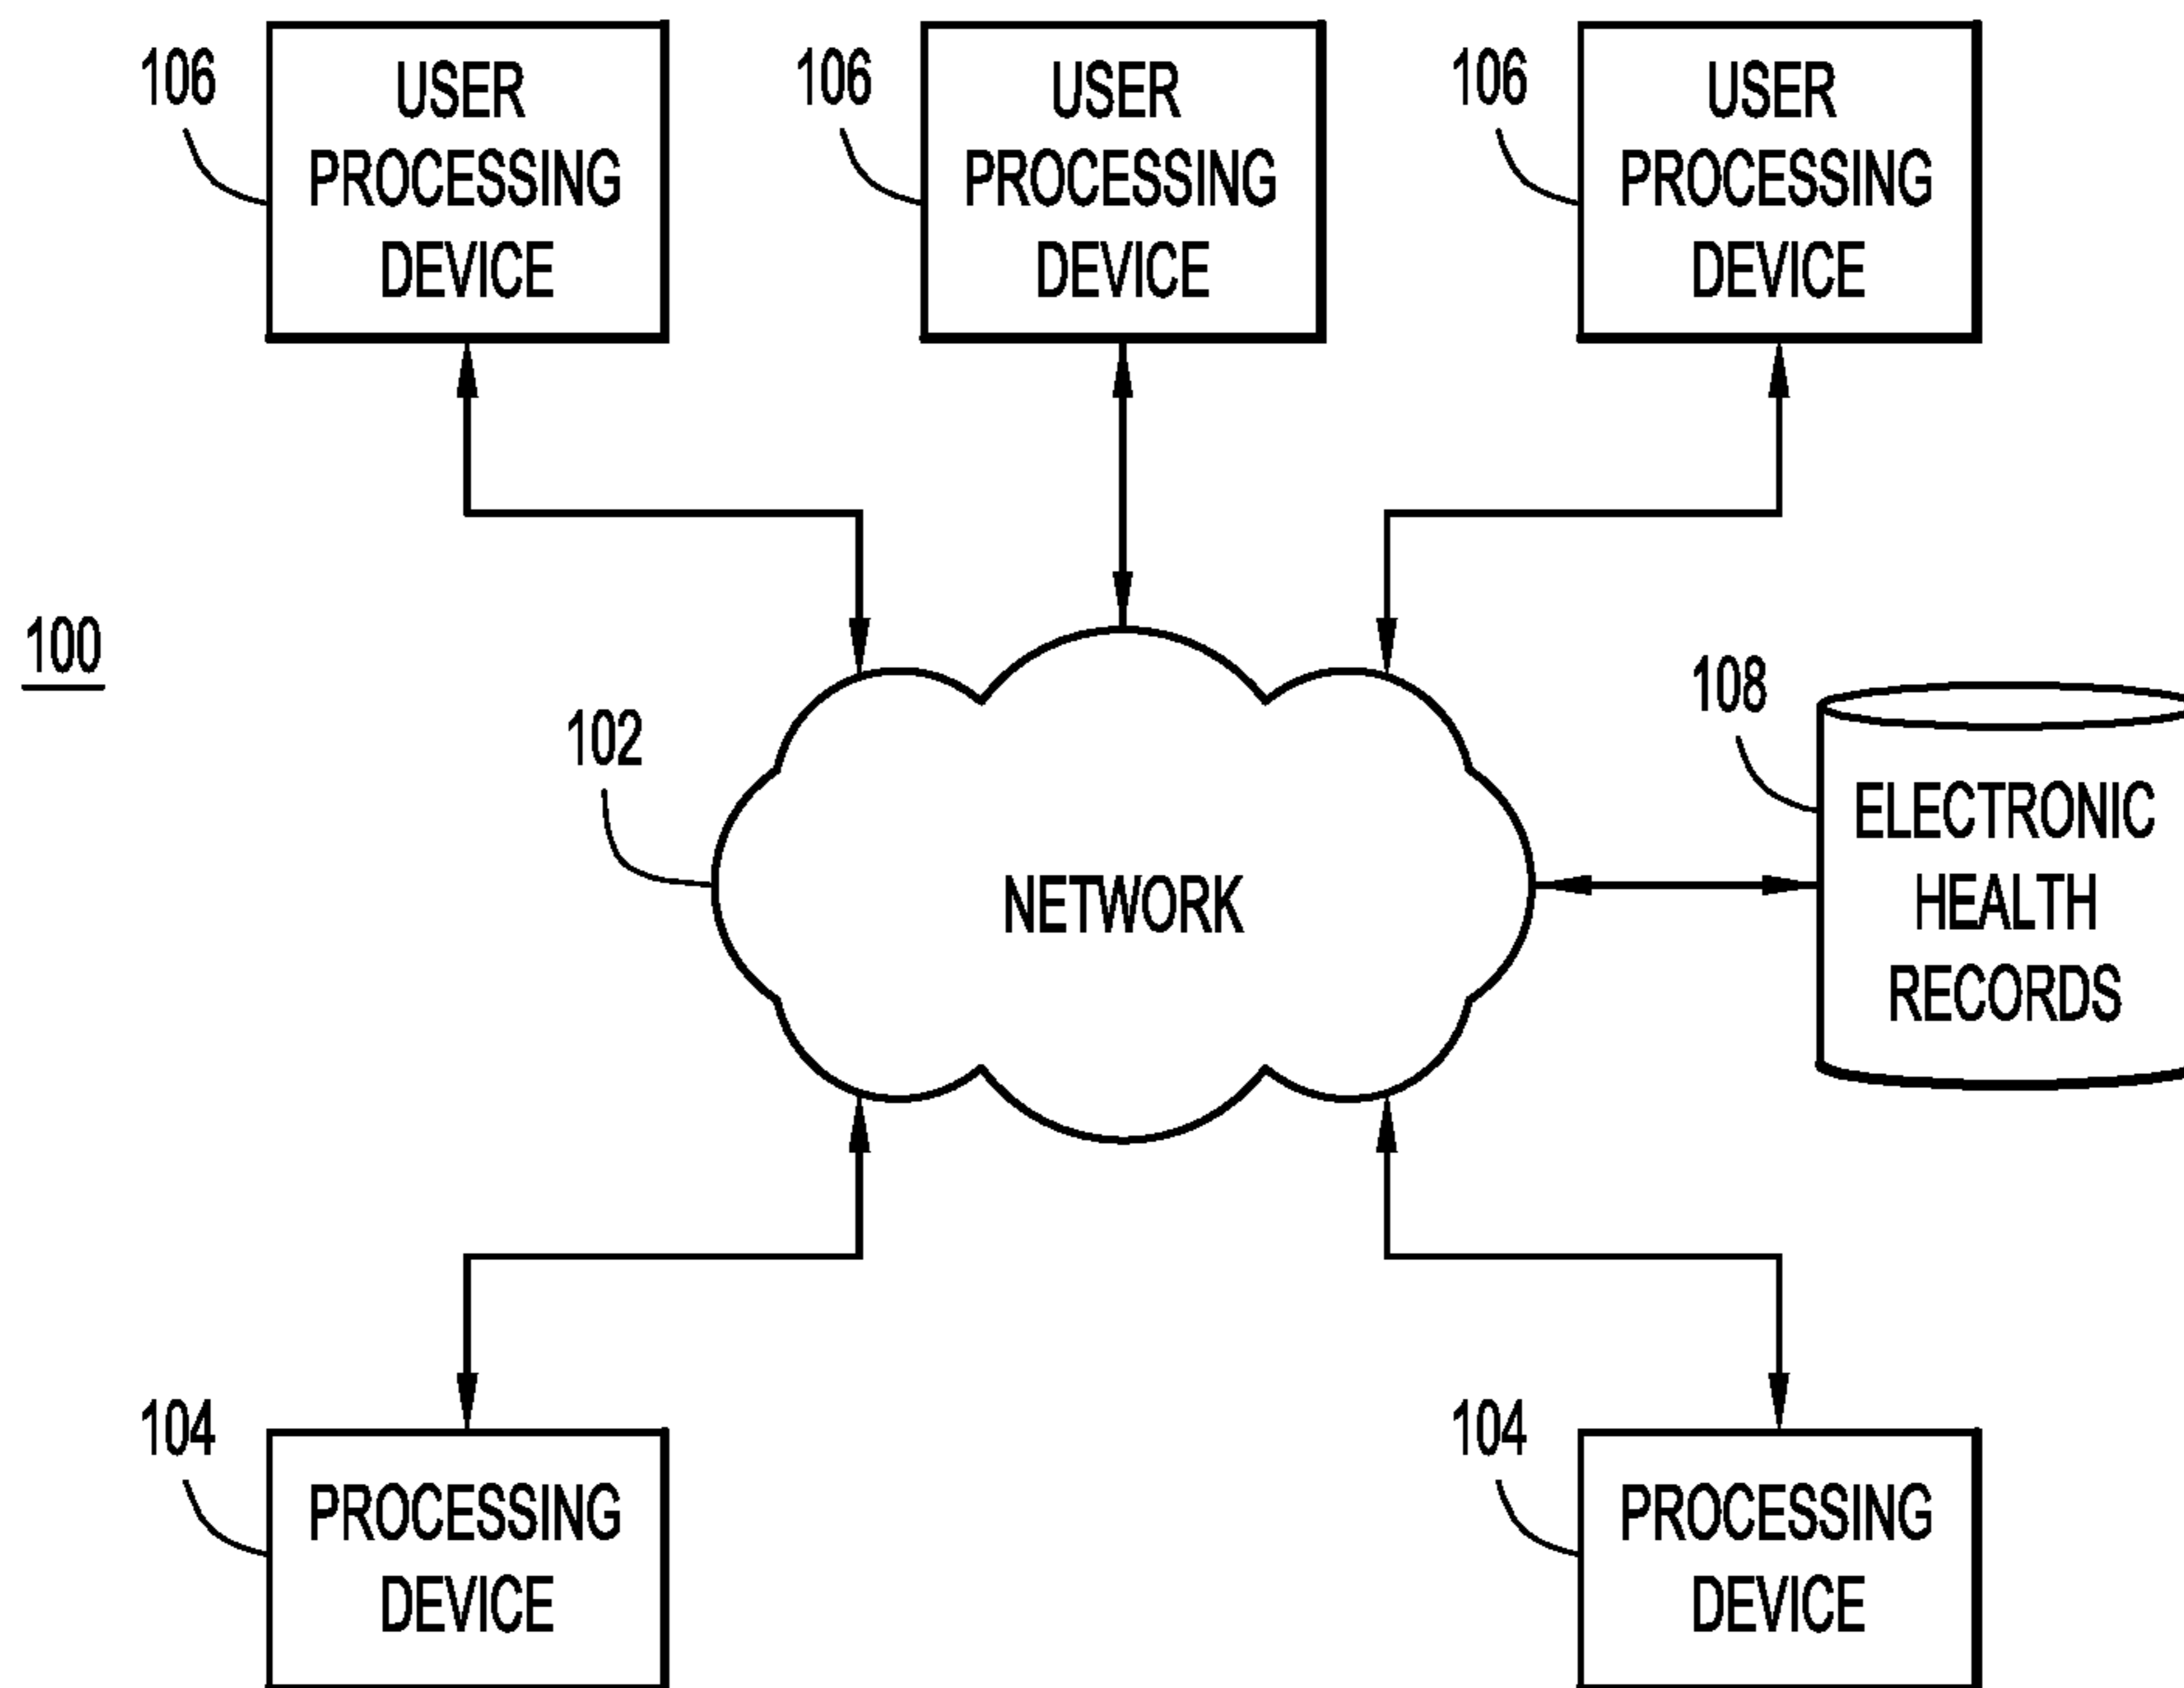 106
USER
PROCESSING
DEVICE
106
USER
PROCESSING
DEVICE
106
USER
PROCESSING
DEVICE
100
102
NETWORK
108
ELECTRONIC
HEALTH
RECORDS
104
PROCESSING
DEVICE
104
PROCESSING
DEVICE